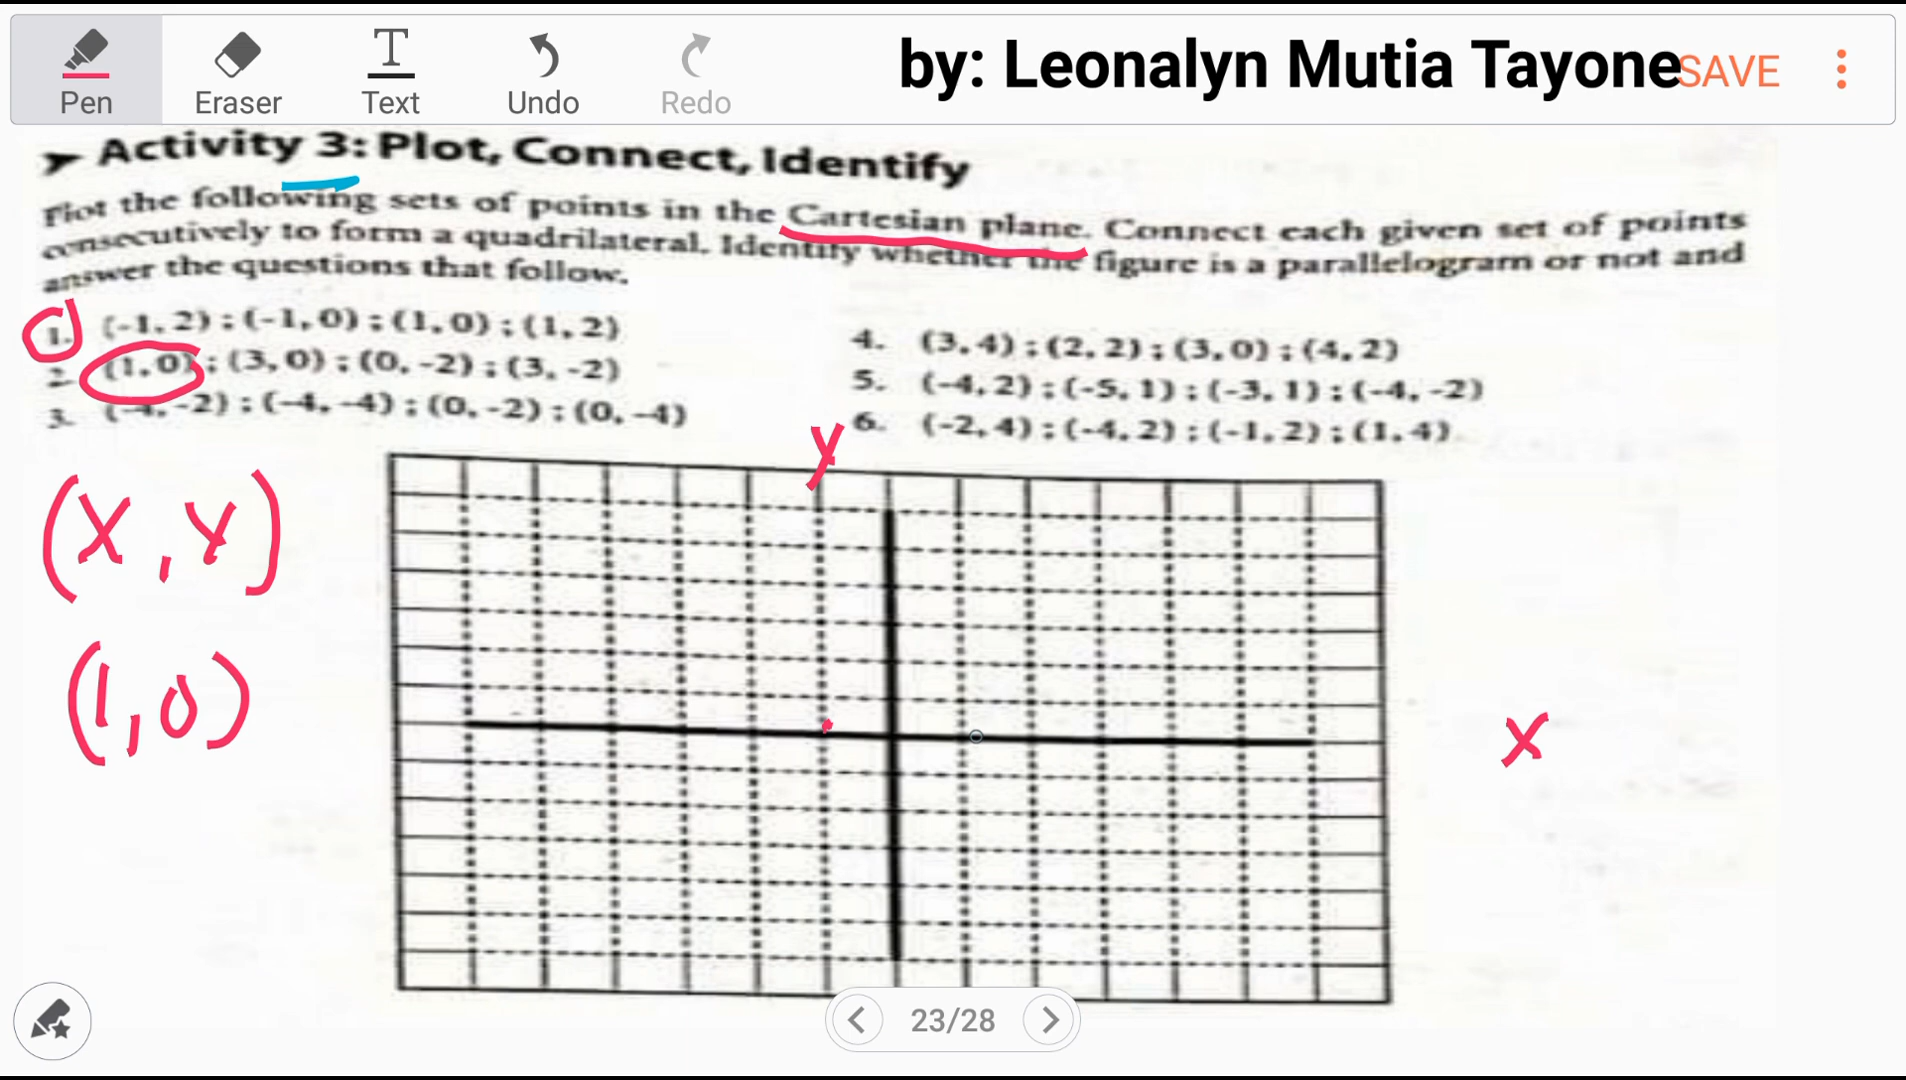 Pen
Eraser
Text
Undo
Redo
by: Leonalyn Mutia Tayone
SAVE
Activity 3: Plot, Connect, Identify
Plot the following sets of points in the Cartesian plane. Connect each given set of points
consecutively to form a quadrilateral. Identify whether the figure is a parallelogram or not and
answer the questions that follow.
1. (-1, 2) ; (-1, 0) ; (1, 0) ; (1, 2)
2. (1, 0) ; (3, 0) ; (0, -2) ; (3, -2)
3. (-4, -2) ; (-4, -4) ; (0, -2) ; (0, -4)
4. (3, 4) ; (2, 2) ; (3, 0) ; (4, 2)
5. (-4, 2) ; (-5, 1) ; (-3, 1) ; (-4, -2)
6. (-2, 4) ; (-4, 2) ; (-1, 2) ; (1, 4)
y
(X, Y)
(1, 0)
X
23/28